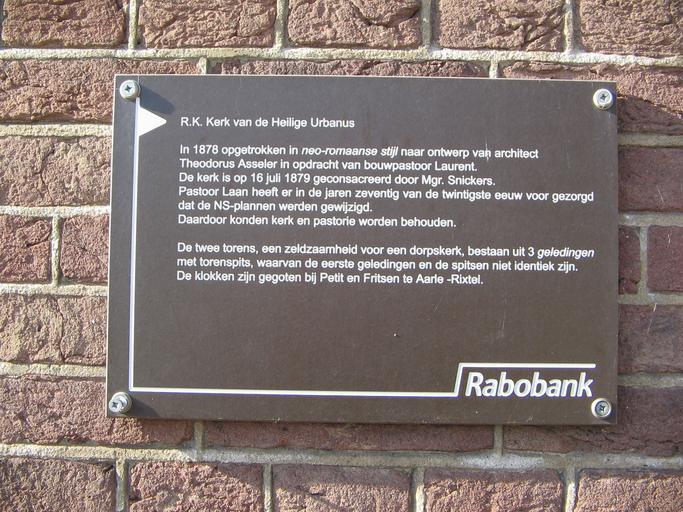 R.K. Kerk van de Heilige Urbanus
In 1878 opgetrokken in neo-romaanse stijl naar ontwerp van architect
Theodorus Asseler in opdracht van bouwpastoor Laurent.
De kerk is op 16 juli 1879 geconsacreerd door Mgr. Snickers.
Pastoor Laan heeft er in de jaren zeventig van de twintigste eeuw voor gezorgd
dat de NS-plannen werden gewijzigd.
Daardoor konden kerk en pastorie worden behouden.
De twee torens, een zeldzaamheid voor een dorpskerk, bestaan uit 3 geledingen
met torenspits, waarvan de eerste geledingen en de spitsen niet identiek zijn.
De klokken zijn gegoten bij Petit en Fritsen te Aarle -Rixtel.
Rabobank